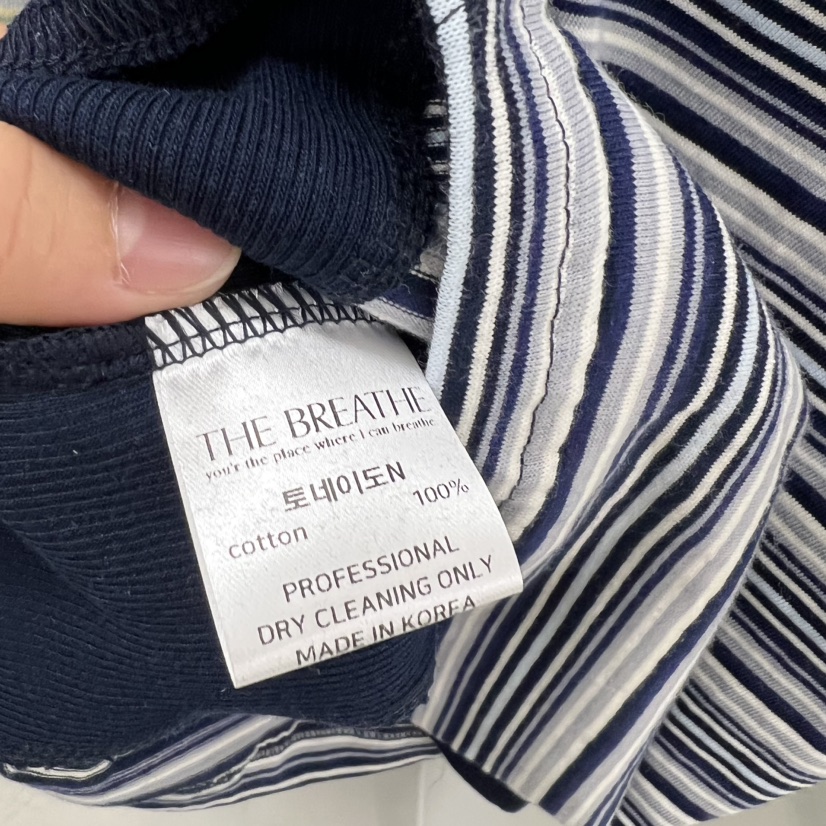 THE BREATHE
you'r the place where I can breathe
토네이도N
cotton 100%
PROFESSIONAL
DRY CLEANING ONLY
MADE IN KOREA